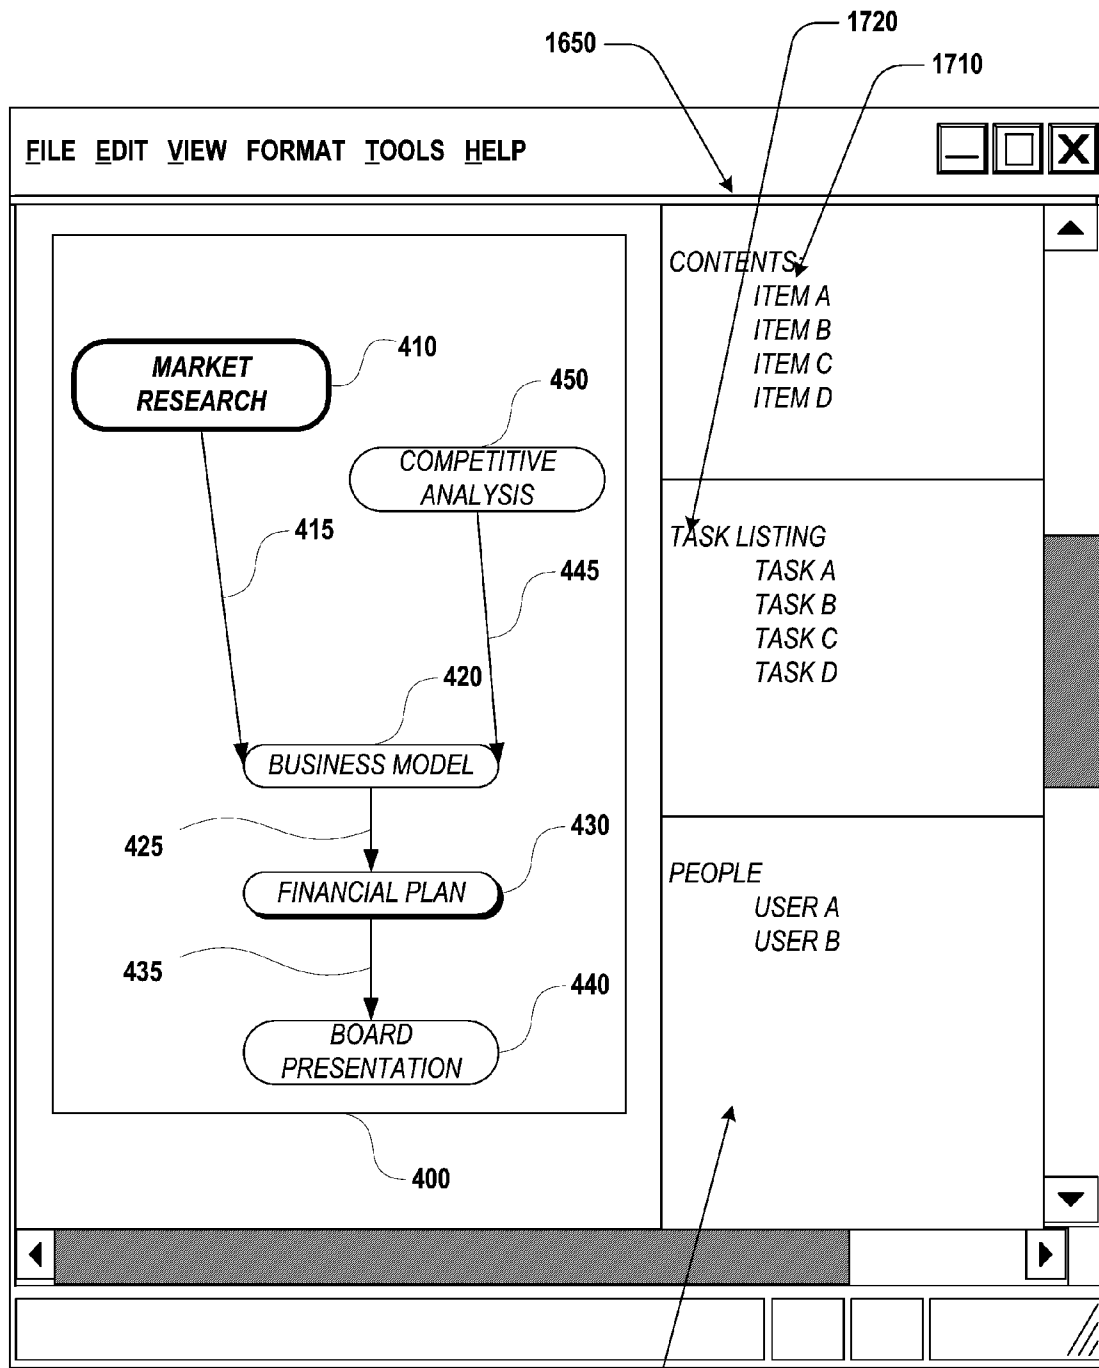 1720
1650
1710
FILE EDIT VIEW FORMAT TOOLS HELP
X
CONTENTS:
ITEM A
ITEM B
ITEM C
ITEM D
410
MARKET
RESEARCH
450
COMPETITIVE
ANALYSIS
415
445
TASK LISTING
TASK A
TASK B
TASK C
TASK D
420
BUSINESS MODEL
425
430
FINANCIAL PLAN
PEOPLE
USER A
USER B
435
440
BOARD
PRESENTATION
400